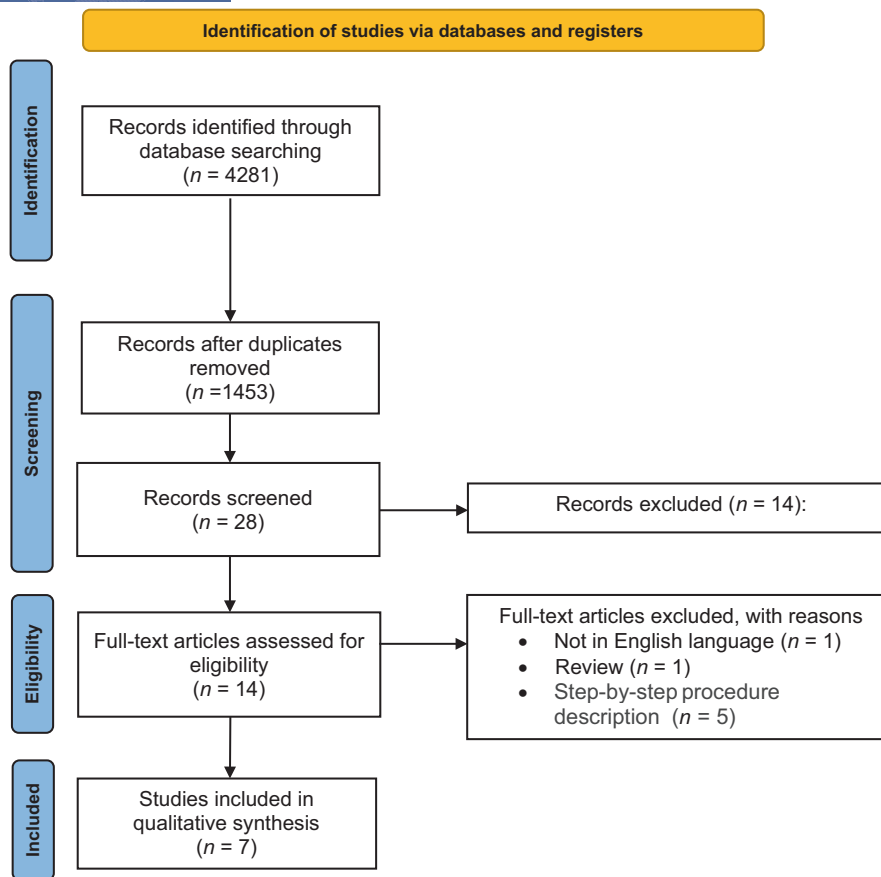 Identification of studies via databases and registers
Identification
Records identified through
database searching
(n = 4281)
Screening
Records after duplicates
removed
(n =1453)
Records screened
(n = 28)
Records excluded (n = 14):
Eligibility
Full-text articles assessed for
eligibility
(n = 14)
Full-text articles excluded, with reasons
• Not in English language (n = 1)
• Review (n = 1)
• Step-by-step procedure
description (n = 5)
Included
Studies included in
qualitative synthesis
(n = 7)